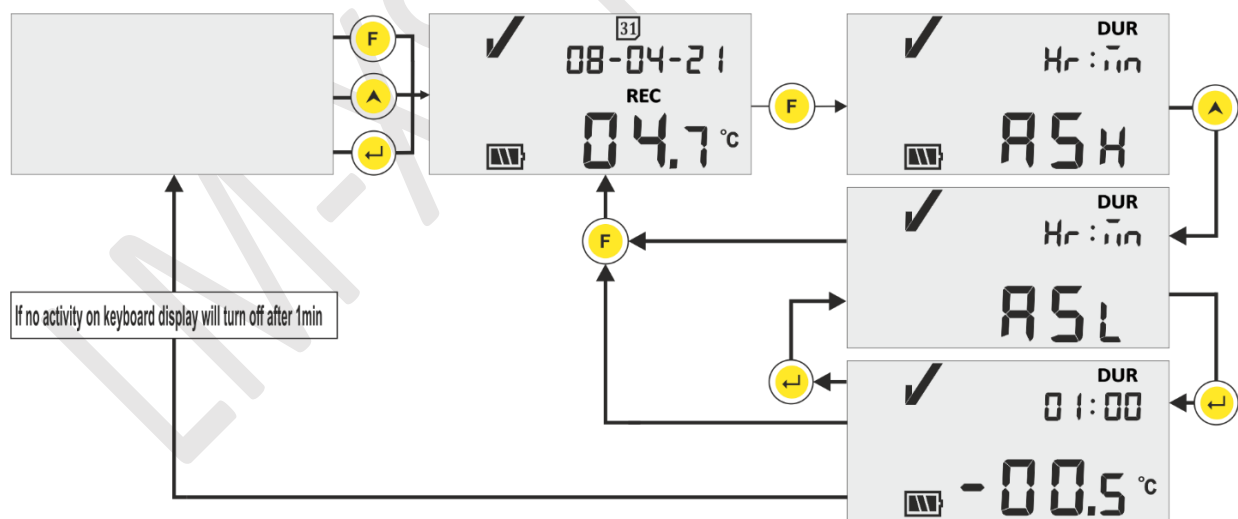 F
31
08-04-21
REC
04.7 °C
F
DUR
Hr:mn
ASH
DUR
Hr:mn
ASL
F
If no activity on keyboard display will turn off after 1min
DUR
01:00
-00.5 °C